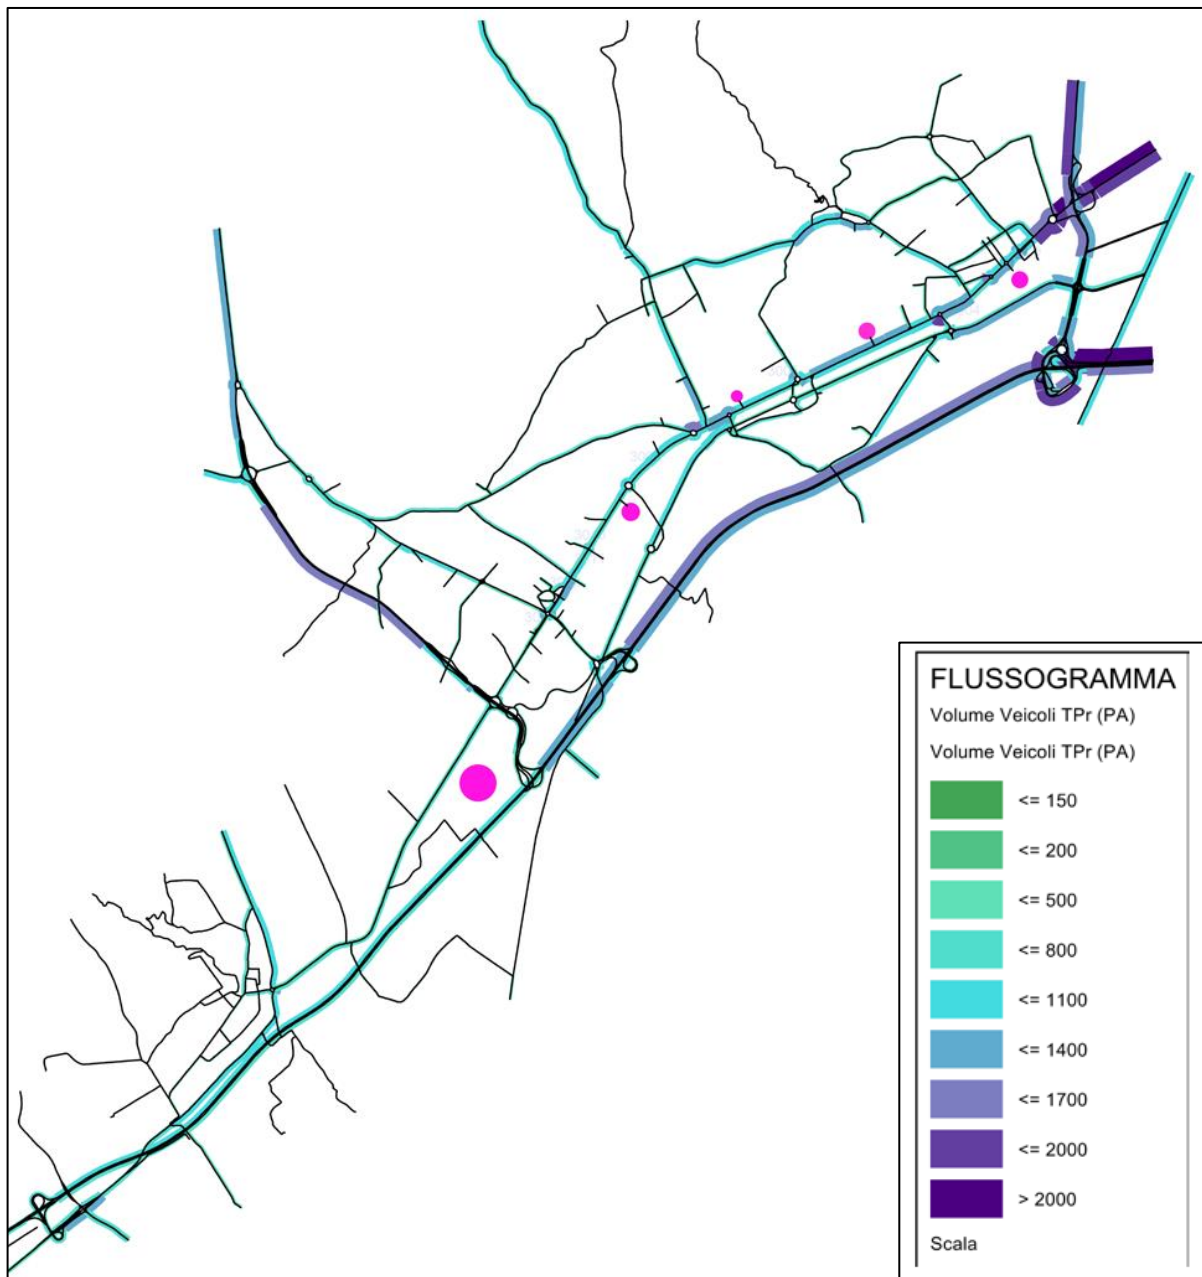 FLUSSOGRAMMA
Volume Veicoli TPr (PA)
Volume Veicoli TPr (PA)
<= 150
<= 200
<= 500
<= 800
<= 1100
<= 1400
<= 1700
<= 2000
> 2000
Scala